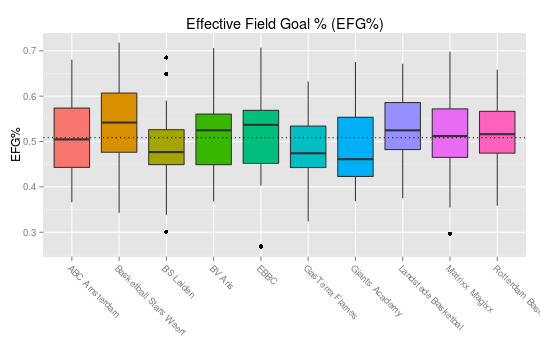 Effective Field Goal % (EFG%)
0.7
0.6
0.5
0.4
0.3
EFG%
ABC Amsterdam
Basketball Stars Weert
BS Leiden
BV Aris
EBBC
GasTerra Flames
Giants Academy
Landstede Basketbal
Matrixx Magixx
Rotterdam Bas